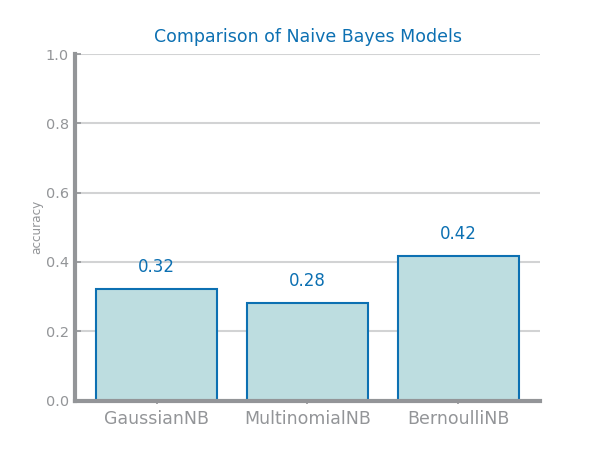 Comparison of Naive Bayes Models
1.0
0.8
0.6
0.4
0.2
0.0
accuracy
0.32
0.28
0.42
GaussianNB
MultinomialNB
BernoulliNB